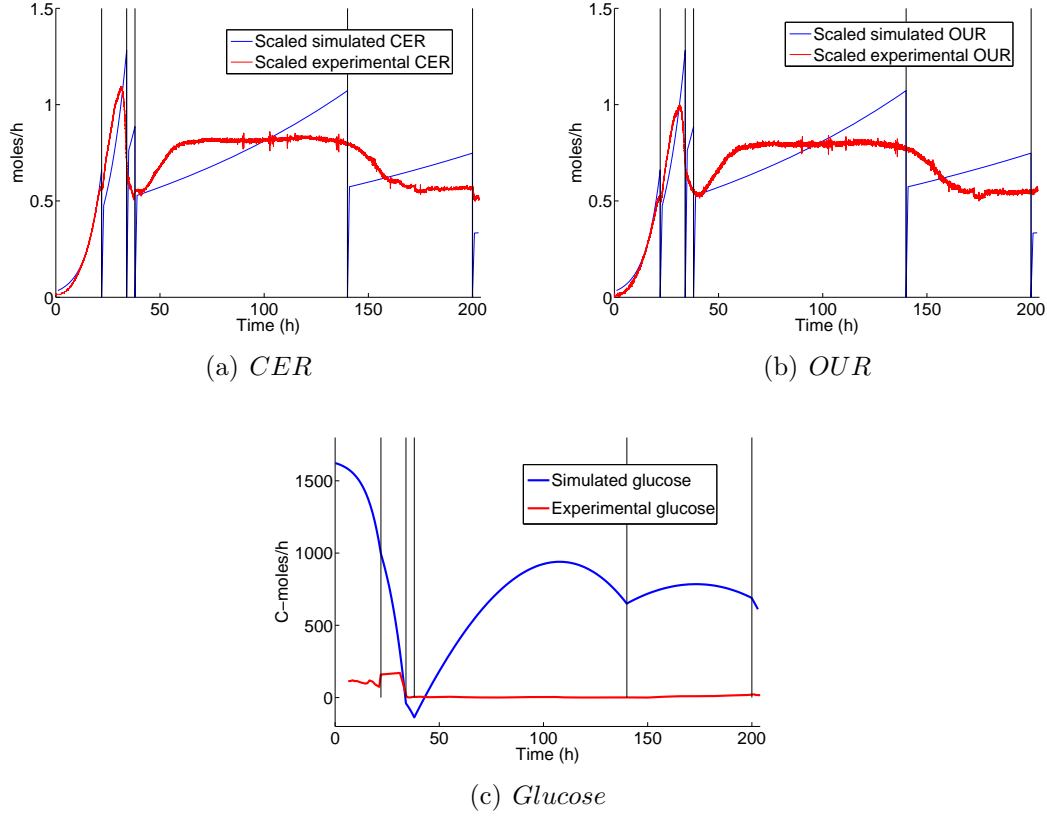 1.5
1
0.5
0
moles/h
Scaled simulated CER
Scaled experimental CER
0 50 100 150 200
Time (h)
(a) CER
1.5
1
0.5
0
moles/h
Scaled simulated OUR
Scaled experimental OUR
0 50 100 150 200
Time (h)
(b) OUR
1500
1000
500
0
C−moles/h
Simulated glucose
Experimental glucose
0 50 100 150 200
Time (h)
(c) Glucose